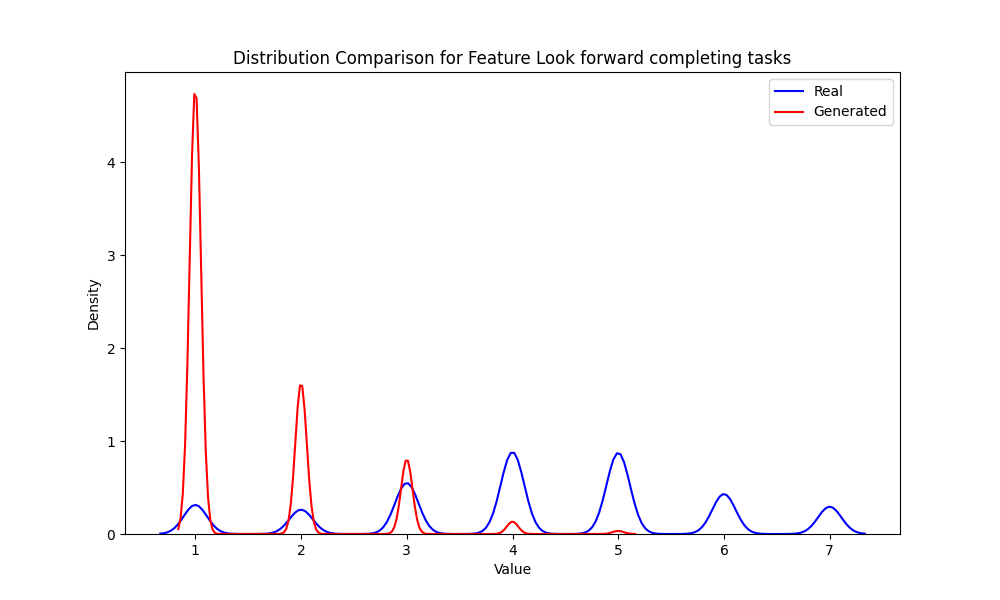 Distribution Comparison for Feature Look forward completing tasks
Real
Generated
Density
4
3
2
1
0
1 2 3 4 5 6 7
Value